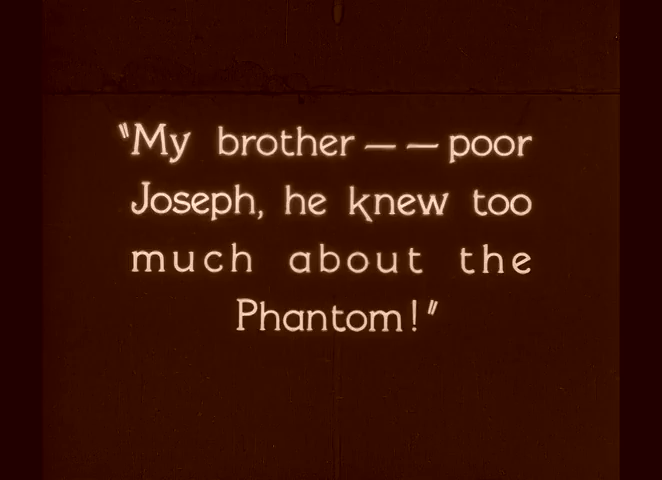 "My brother — — poor
Joseph, he knew too
much about the
Phantom!"